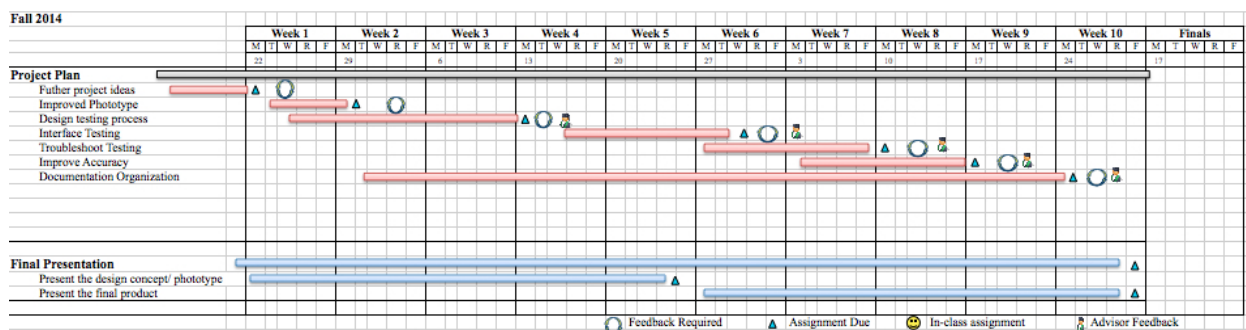 Fall 2014
Week 1 Week 2 Week 3 Week 4 Week 5 Week 6 Week 7 Week 8 Week 9 Week 10 Finals
M T W R F M T W R F M T W R F M T W R F M T W R F M T W R F M T W R F M T W R F M T W R F M T W R F M T W R F
22 29 6 13 20 27 3 10 17 24 17
Project Plan
Futher project ideas
Improved Phototype
Design testing process
Interface Testing
Troubleshoot Testing
Improve Accuracy
Documentation Organization
Final Presentation
Present the design concept/ phototype
Present the final product
Feedback Required Assignment Due In-class assignment Advisor Feedback